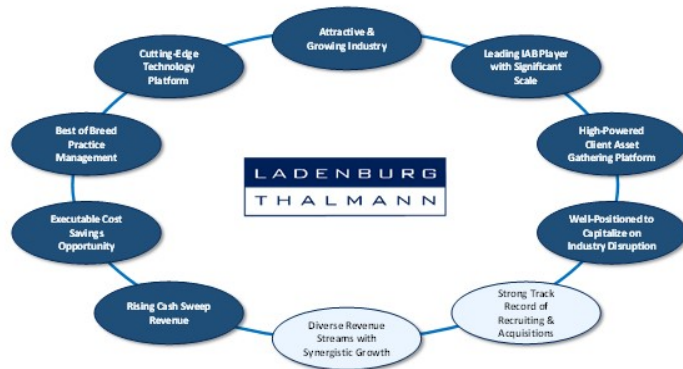 Attractive &
Growing Industry
Leading IAB Player
with Significant
Scale
High-Powered
Client Asset
Gathering Platform
Well-Positioned to
Capitalize on
Industry Disruption
Strong Track
Record of
Recruiting &
Acquisitions
Diverse Revenue
Streams with
Synergistic Growth
Rising Cash Sweep
Revenue
Executable Cost
Savings
Opportunity
Best of Breed
Practice
Management
Cutting-Edge
Technology
Platform
LADENBURG
THALMANN